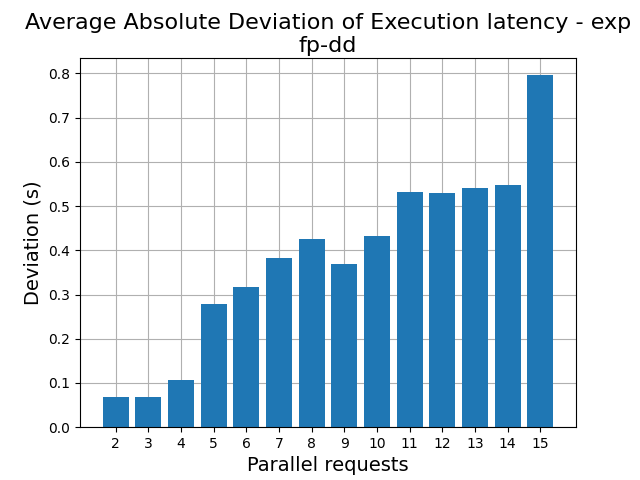 Average Absolute Deviation of Execution latency - exp
fp-dd
0.8
0.7
0.6
0.5
0.4
0.3
0.2
0.1
0.0
Deviation (s)
2 3 4 5 6 7 8 9 10 11 12 13 14 15
Parallel requests